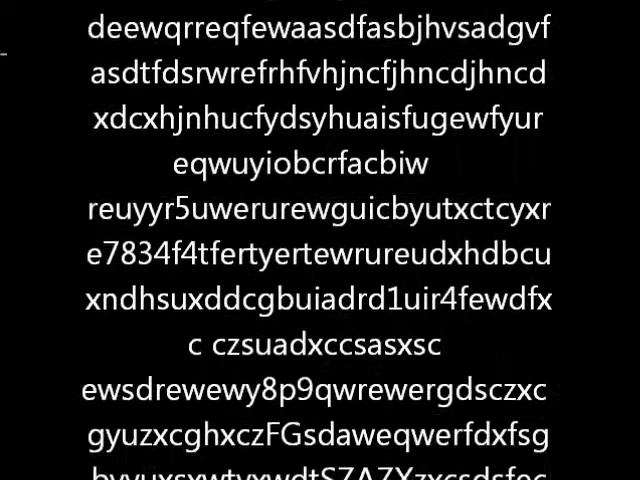 deewqrreqfewaasdfasbjhvsadgvf
asdtfdsrwrefrhfvhjncfjhncdjhncd
xdcxhjnhucfydsyhuaisfugewfyur
eqwuyiobcrfacbiw
reuyyr5uwerurewguicbyutxctcyxr
e7834f4tfertyertewrureudxhdbcu
xndhsuxddcgbuiadrd1uir4fewdfx
c czsuadxccsasxsc
ewsdrewewy8p9qwrewergdsczxc
gyuzxcghxczFGsdaweqwerfdxfsg